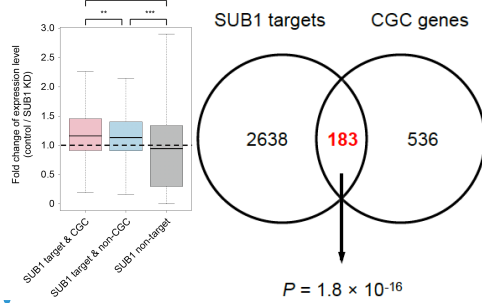 **
***
Fold change of expression level
(control / SUB1 KD)
3.0
2.5
2.0
1.5
1.0
0.5
0
SUB1 target & CGC
SUB1 target & non-CGC
SUB1 non-target
SUB1 targets
CGC genes
2638
183
536
P = 1.8 × 10-16